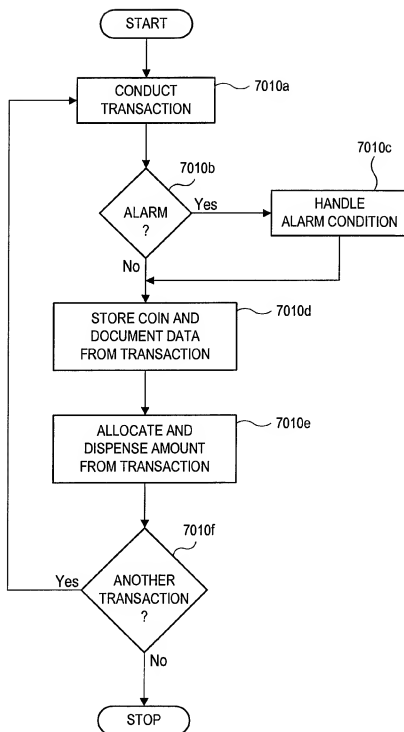 START
CONDUCT
TRANSACTION
7010a
7010b
ALARM
?
Yes
No
7010c
HANDLE
ALARM CONDITION
STORE COIN AND
DOCUMENT DATA
FROM TRANSACTION
7010d
ALLOCATE AND
DISPENSE AMOUNT
FROM TRANSACTION
7010e
7010f
ANOTHER
TRANSACTION
?
Yes
No
STOP